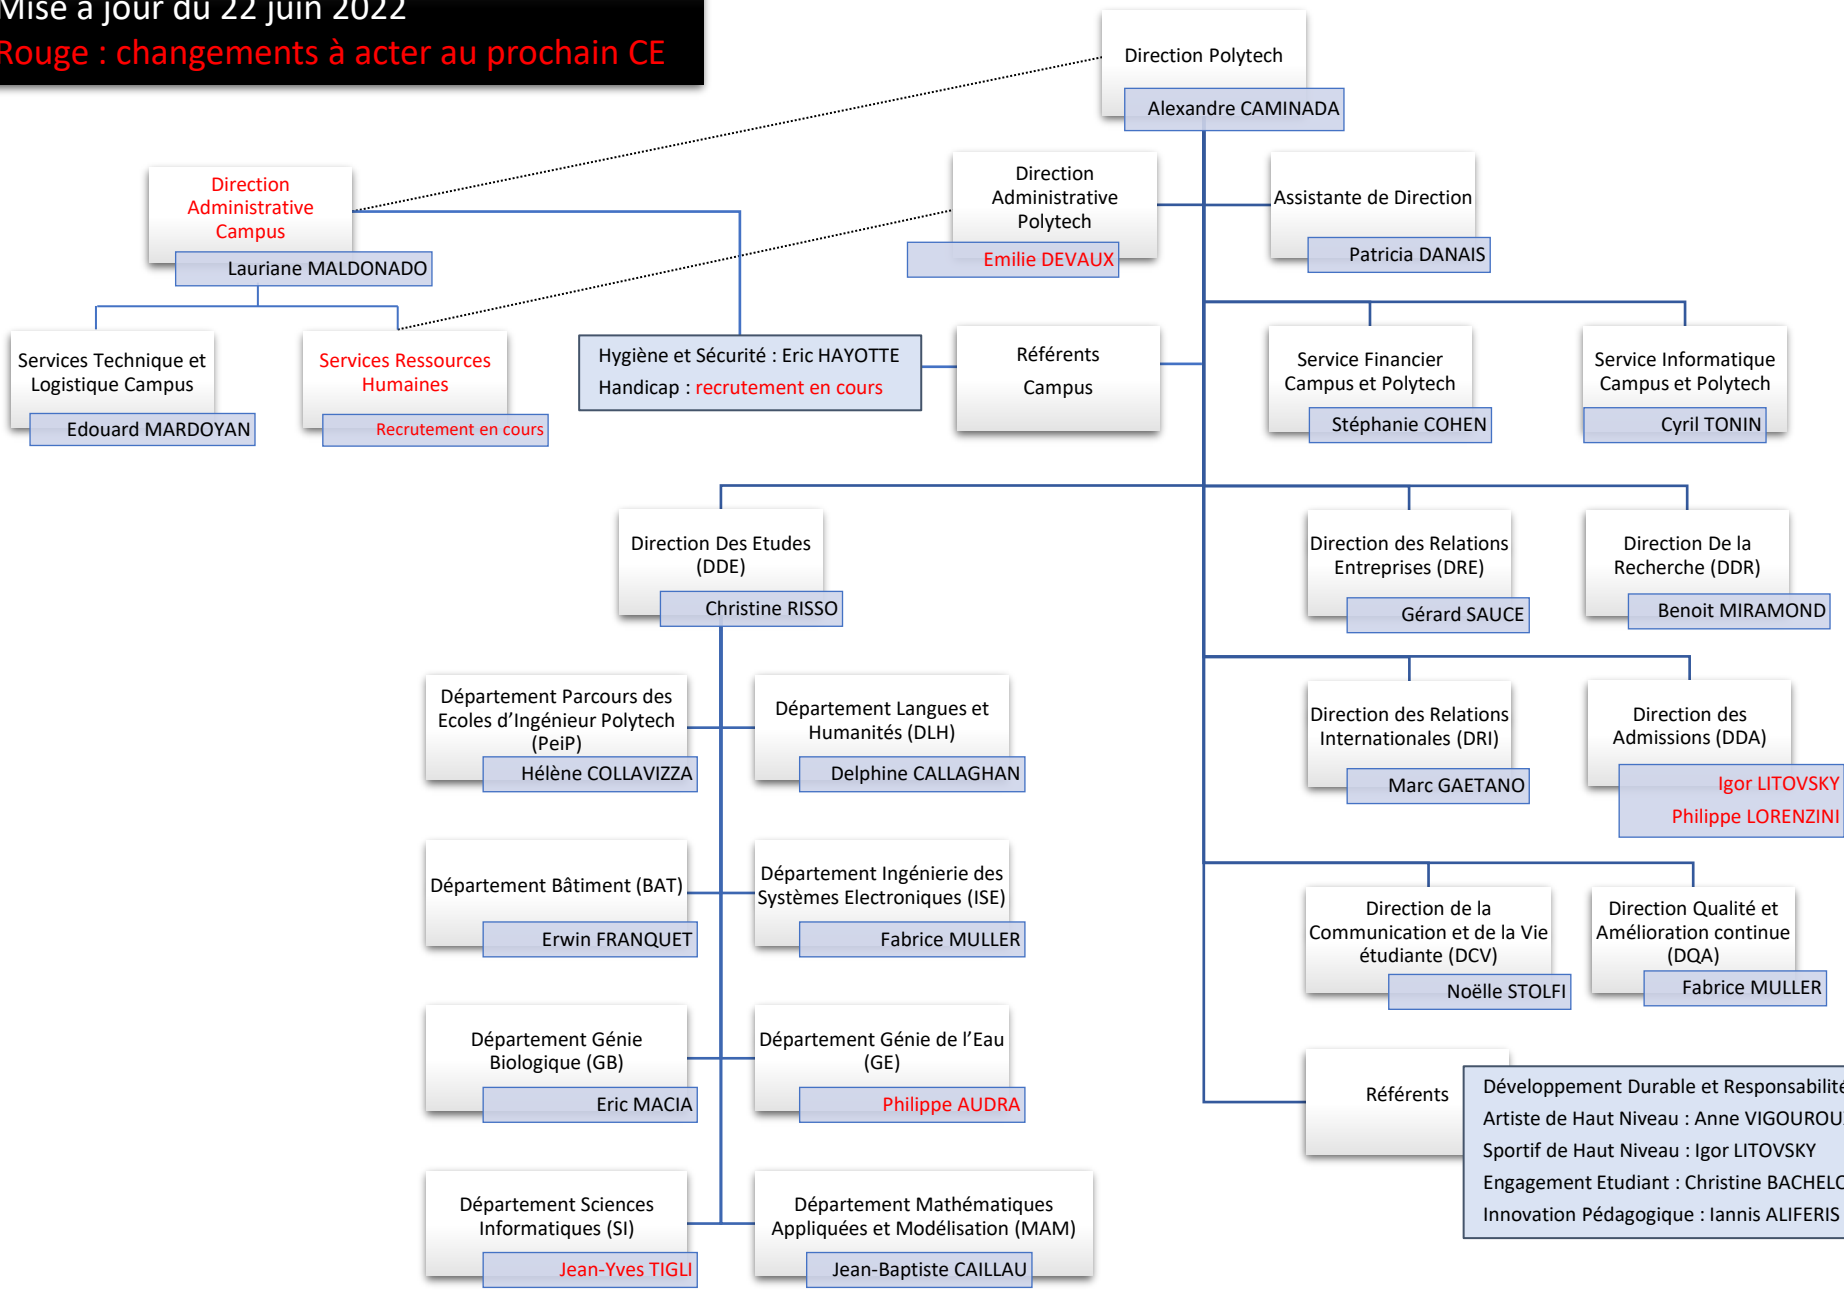 Mise à jour du 22 juin 2022
Rouge : changements à acter au prochain CE
Direction Polytech
Alexandre CAMINADA
Direction
Administrative
Campus
Lauriane MALDONADO
Direction
Administrative
Polytech
Emilie DEVAUX
Assistante de Direction
Patricia DANAIS
Services Technique et
Logistique Campus
Edouard MARDOYAN
Services Ressources
Humaines
Recrutement en cours
Hygiène et Sécurité : Eric HAYOTTE
Handicap : recrutement en cours
Référents
Campus
Service Financier
Campus et Polytech
Stéphanie COHEN
Service Informatique
Campus et Polytech
Cyril TONIN
Direction Des Etudes
(DDE)
Christine RISSO
Direction des Relations
Entreprises (DRE)
Gérard SAUCE
Direction De la
Recherche (DDR)
Benoit MIRAMOND
Département Parcours des
Ecoles d’Ingénieur Polytech
(PeiP)
Hélène COLLAVIZZA
Département Langues et
Humanités (DLH)
Delphine CALLAGHAN
Direction des Relations
Internationales (DRI)
Marc GAETANO
Direction des
Admissions (DDA)
Igor LITOVSKY
Philippe LORENZINI
Département Bâtiment (BAT)
Erwin FRANQUET
Département Ingénierie des
Systèmes Electroniques (ISE)
Fabrice MULLER
Direction de la
Communication et de la Vie
étudiante (DCV)
Noëlle STOLFI
Direction Qualité et
Amélioration continue
(DQA)
Fabrice MULLER
Département Génie
Biologique (GB)
Eric MACIA
Département Génie de l’Eau
(GE)
Philippe AUDRA
Référents
Développement Durable et Responsabilité
Artiste de Haut Niveau : Anne VIGOUROU
Sportif de Haut Niveau : Igor LITOVSKY
Engagement Etudiant : Christine BACHELO
Innovation Pédagogique : Iannis ALIFERIS
Département Sciences
Informatiques (SI)
Jean-Yves TIGLI
Département Mathématiques
Appliquées et Modélisation (MAM)
Jean-Baptiste CAILLAU